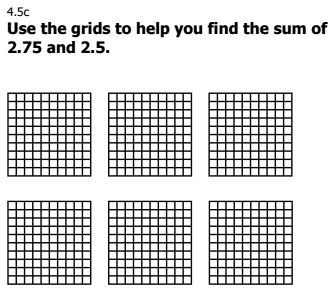 4.5c
Use the grids to help you find the sum of
2.75 and 2.5.